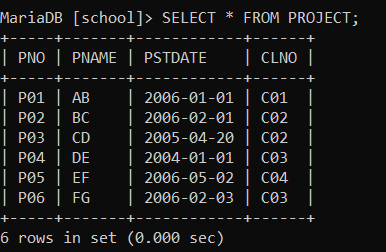 MariaDB [school]> SELECT * FROM PROJECT;
+-----+-------+------------+------+
| PNO | PNAME | PSTDATE    | CLNO |
+-----+-------+------------+------+
| P01 | AB    | 2006-01-01 | C01  |
| P02 | BC    | 2006-02-01 | C02  |
| P03 | CD    | 2005-04-20 | C02  |
| P04 | DE    | 2004-01-01 | C03  |
| P05 | EF    | 2006-05-02 | C04  |
| P06 | FG    | 2006-02-03 | C03  |
+-----+-------+------------+------+
6 rows in set (0.000 sec)